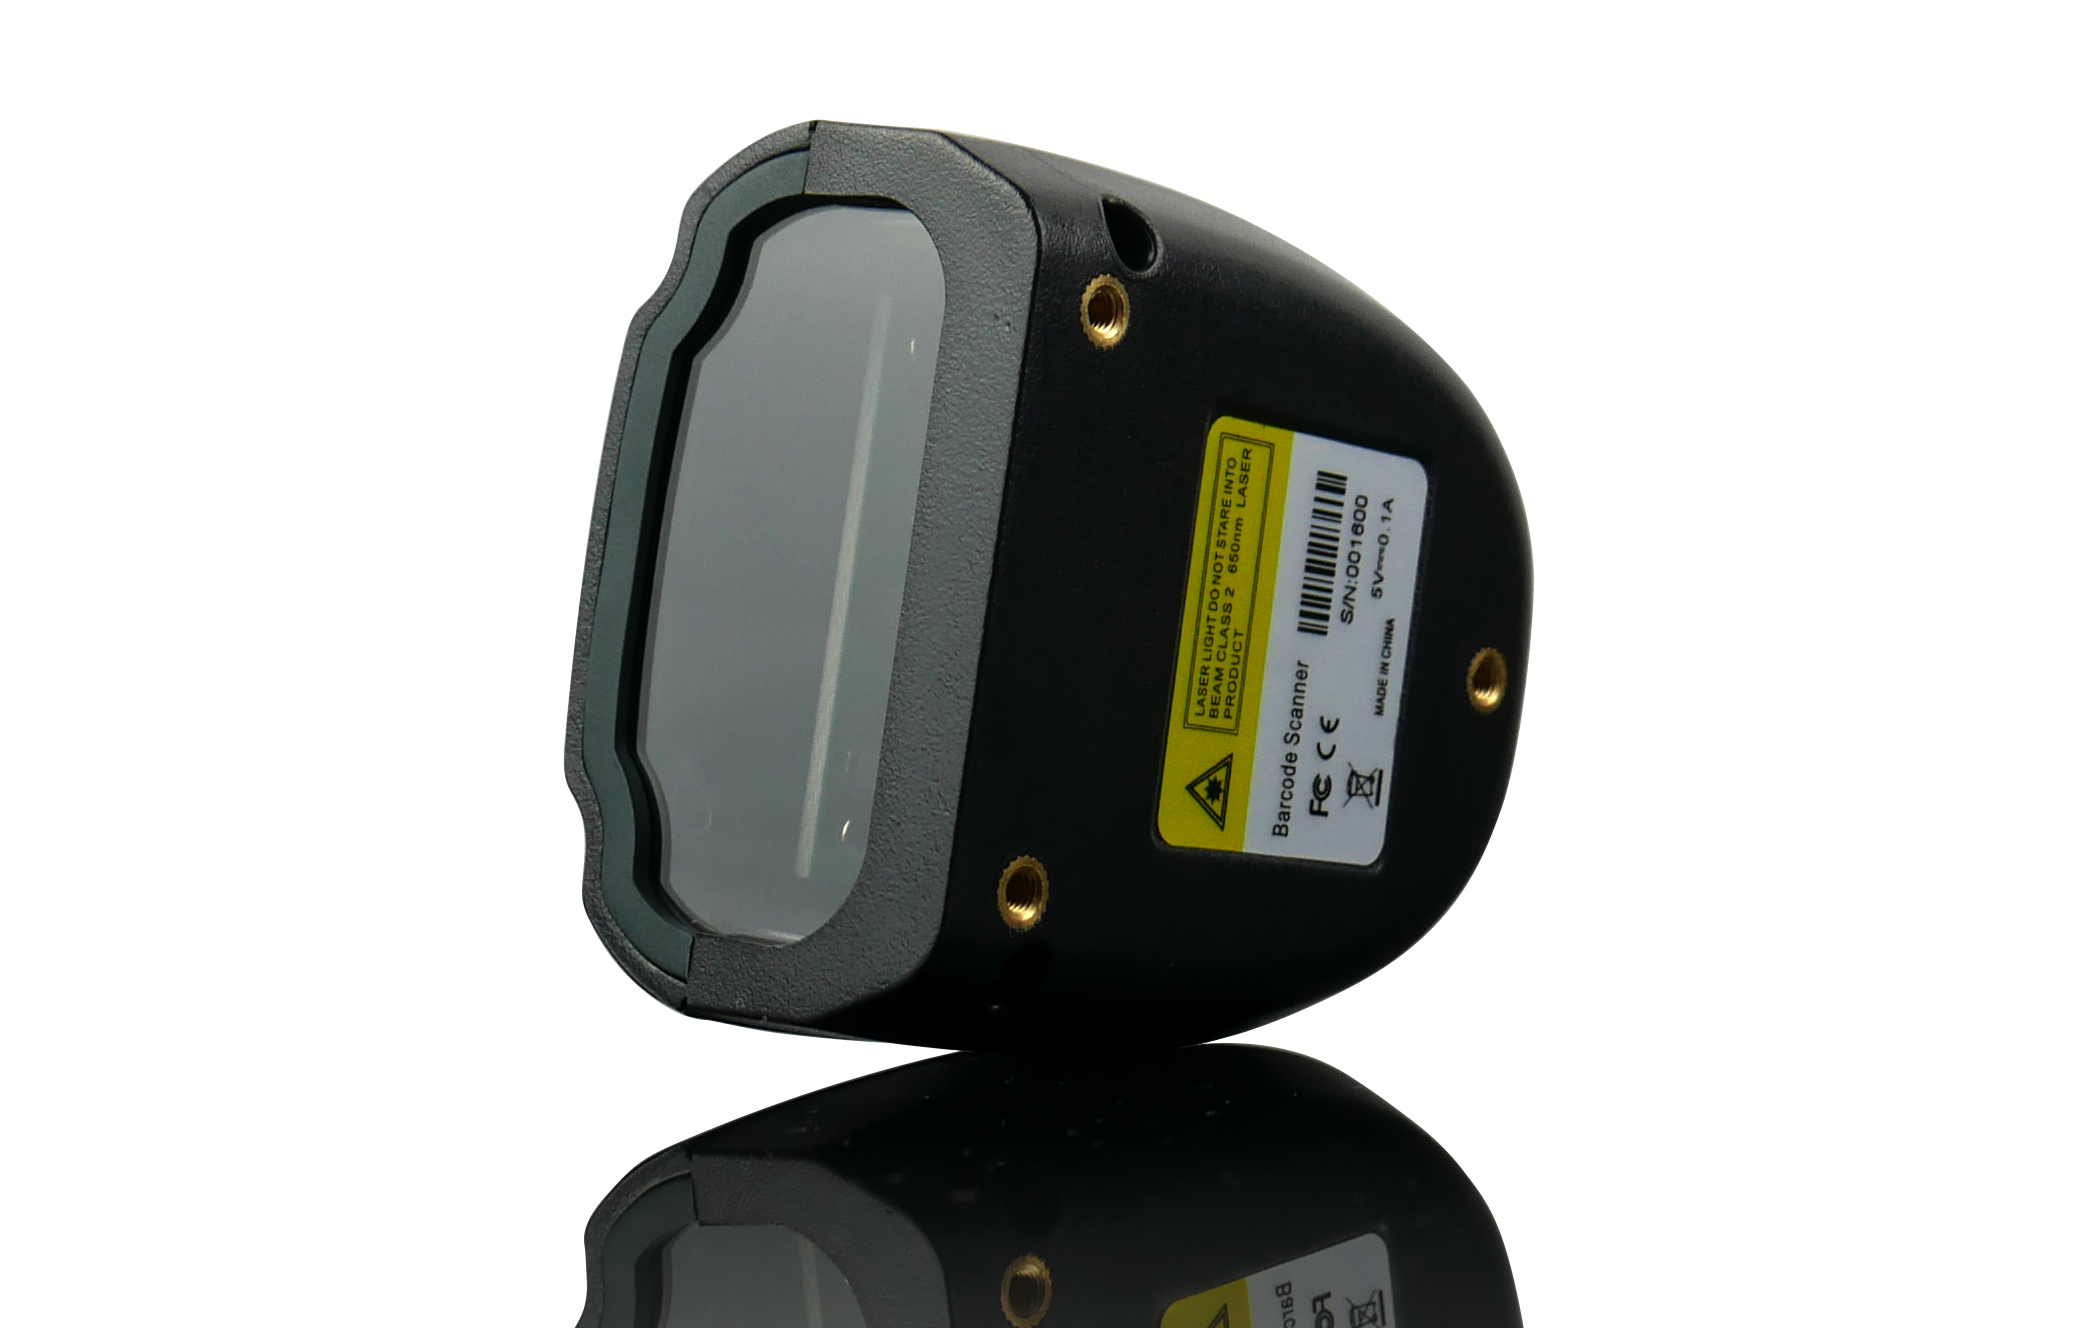 LASER LIGHT DO NOT STARE INTO
BEAM CLASS 2 650nm LASER
PRODUCT
Barcode Scanner
FC CE
S/N:001600
MADE IN CHINA 5V⎓0.1A